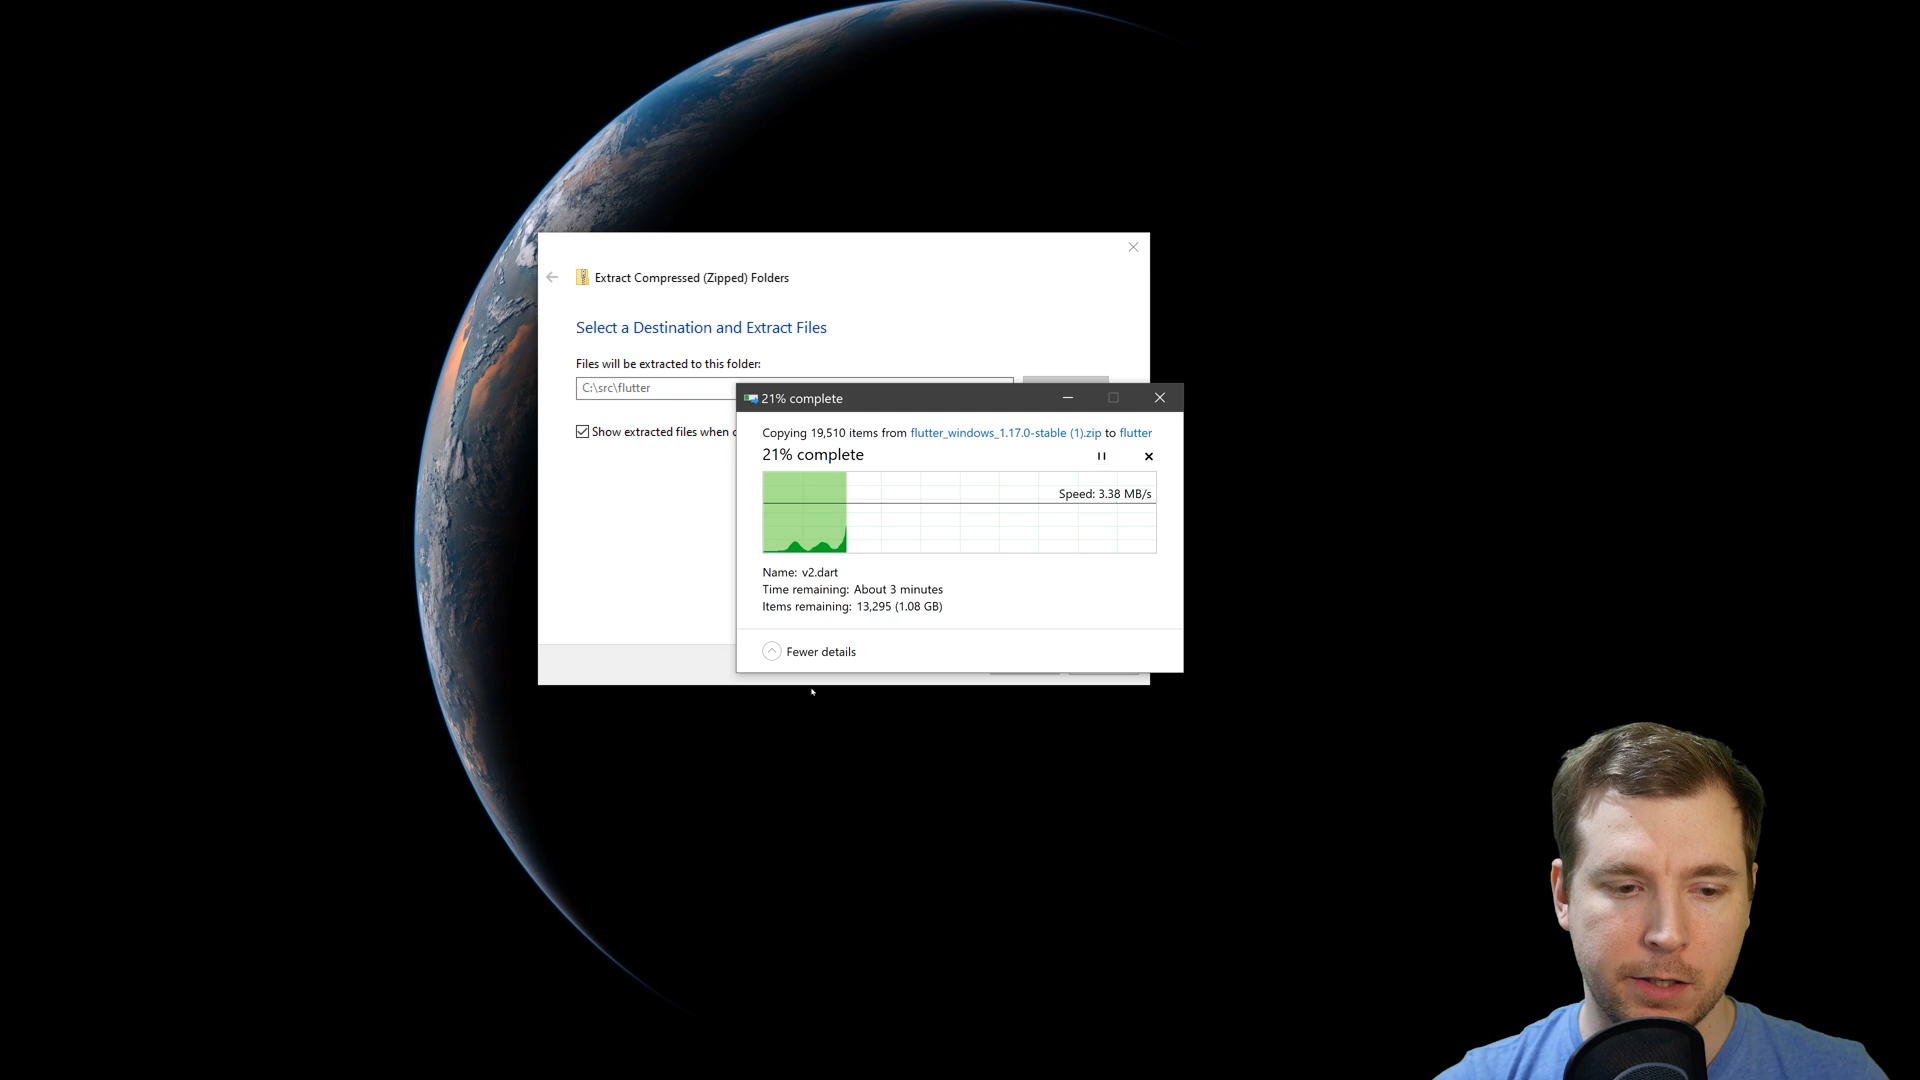 Extract Compressed (Zipped) Folders
Select a Destination and Extract Files
Files will be extracted to this folder:
C:\src\flutter
Show extracted files when
21% complete
Copying 19,510 items from flutter_windows_1.17.0-stable (1).zip to flutter
21% complete
Speed: 3.38 MB/s
Name: v2.dart
Time remaining: About 3 minutes
Items remaining: 13,295 (1.08 GB)
Fewer details